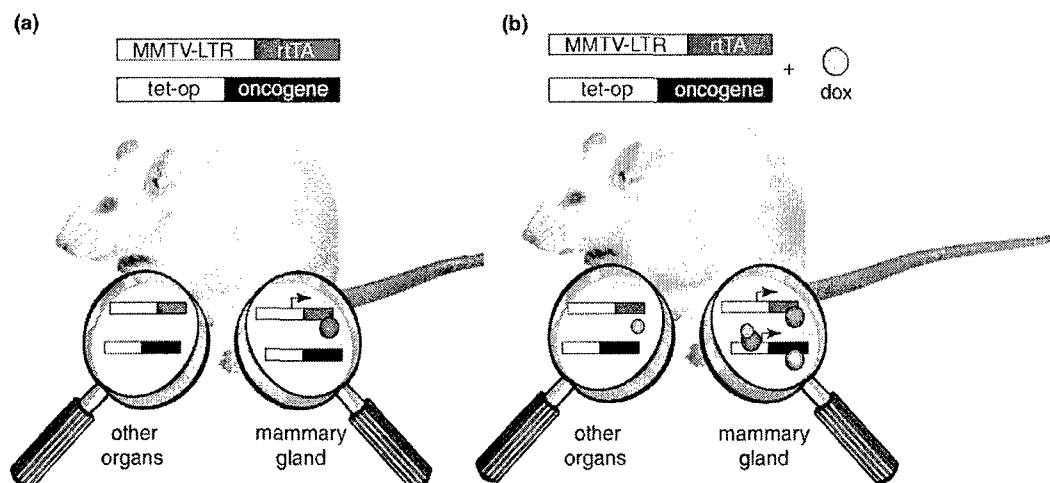 (a)
MMTV-LTR rtTA
tet-op oncogene
other
organs
mammary
gland
(b)
MMTV-LTR rtTA
tet-op oncogene
+
dox
other
organs
mammary
gland